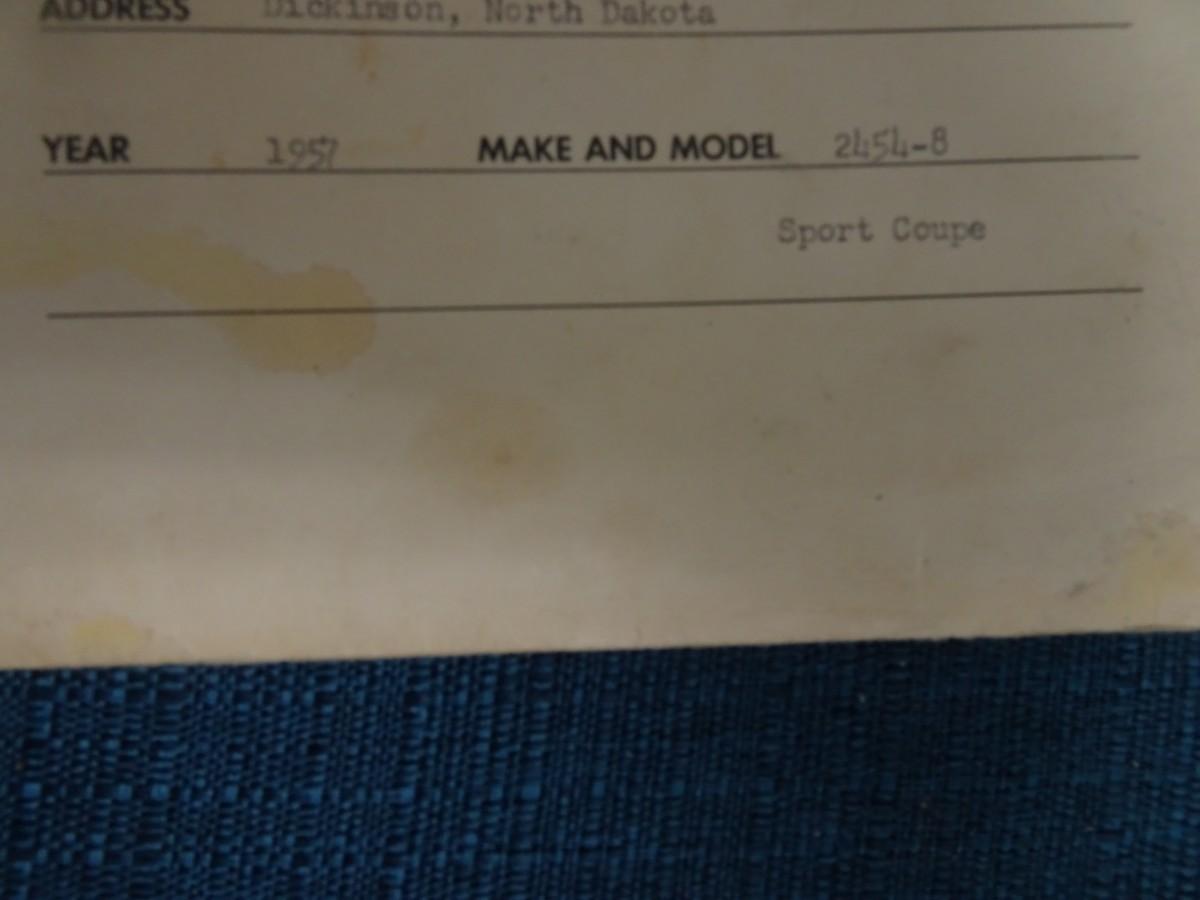 ADDRESS Dickinson, North Dakota
YEAR 1957 MAKE AND MODEL 2454-8
Sport Coupe